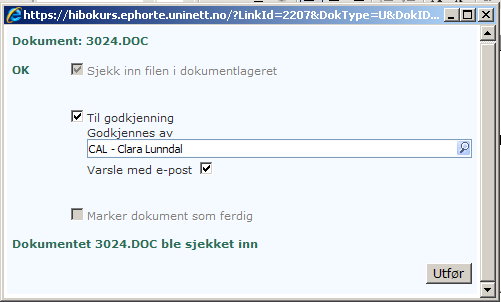 https://hibokurs.ephorte.uninett.no/?LinkId=2207&DokType=U&DokID...
Dokument: 3024.DOC
OK
Sjekk inn filen i dokumentlageret
Til godkjenning
Godkjennes av
CAL - Clara Lunndal
Varsle med e-post
Marker dokument som ferdig
Dokumentet 3024.DOC ble sjekket inn
Utfør